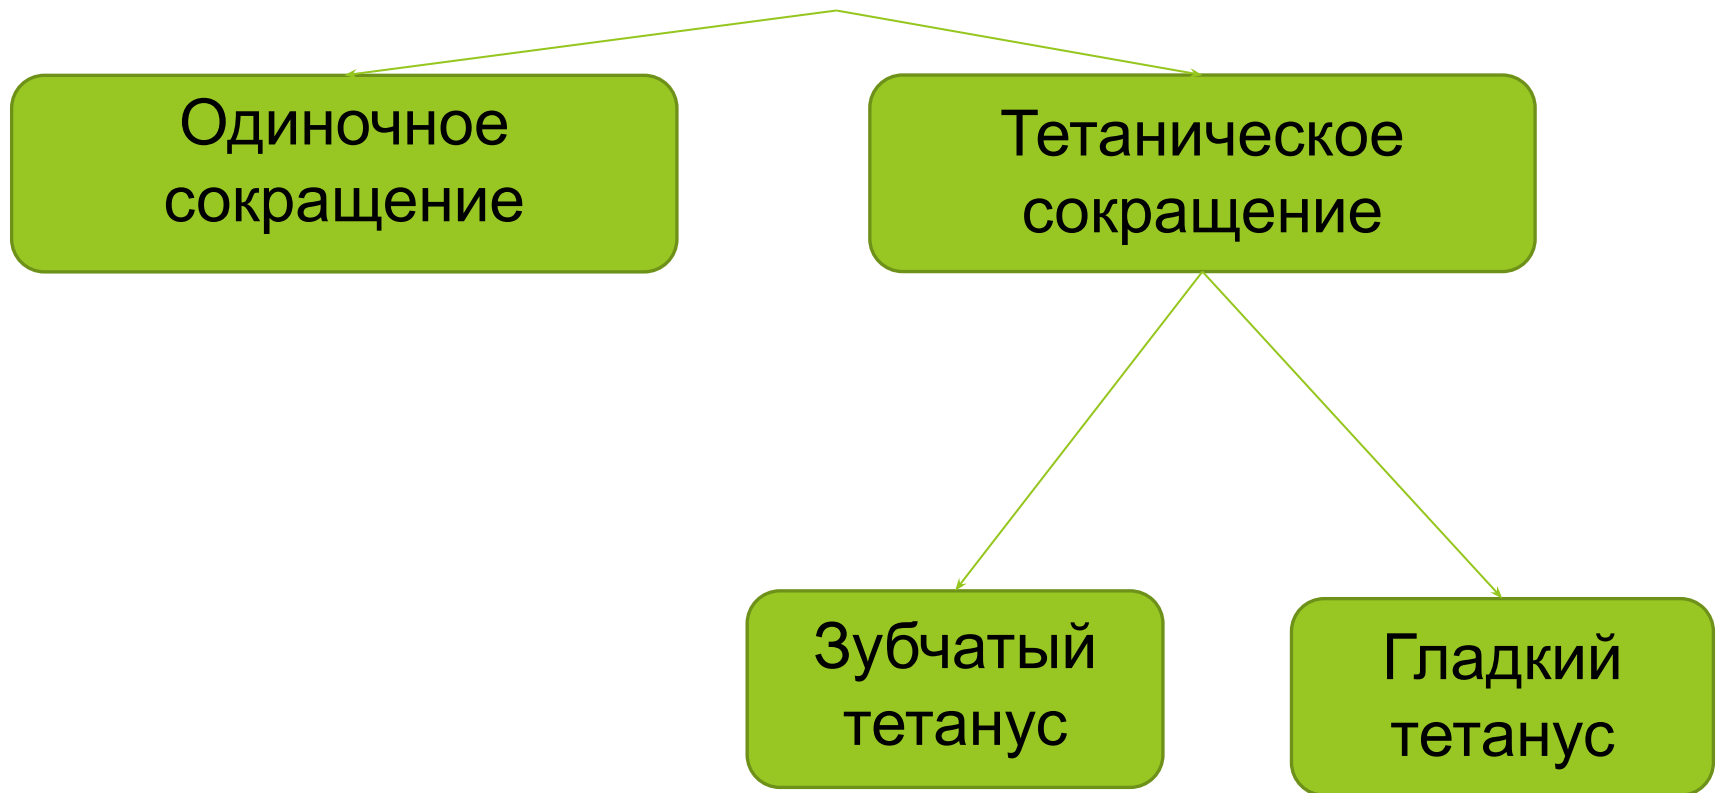 Одиночное
сокращение
Тетаническое
сокращение
Зубчатый
тетанус
Гладкий
тетанус